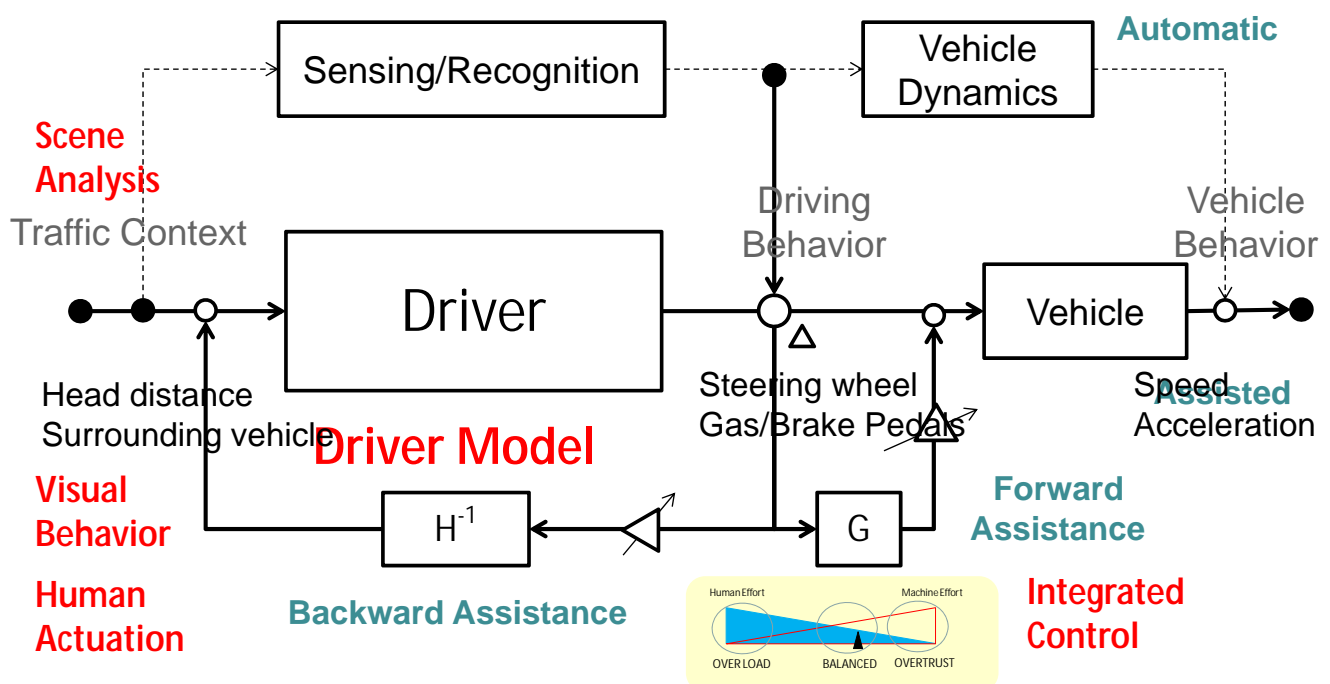 Automatic
Sensing/Recognition
Vehicle
Dynamics
Scene
Analysis
Traffic Context
Driving
Behavior
Vehicle
Behavior
Driver
Vehicle
Δ
Head distance
Surrounding vehicle
Steering wheel
Gas/Brake Pedals
Speed
Acceleration
Assisted
Driver Model
Visual
Behavior
H-1
G
Forward
Assistance
Human
Actuation
Backward Assistance
Human Effort
Machine Effort
OVER LOAD
BALANCED
OVERTRUST
Integrated
Control